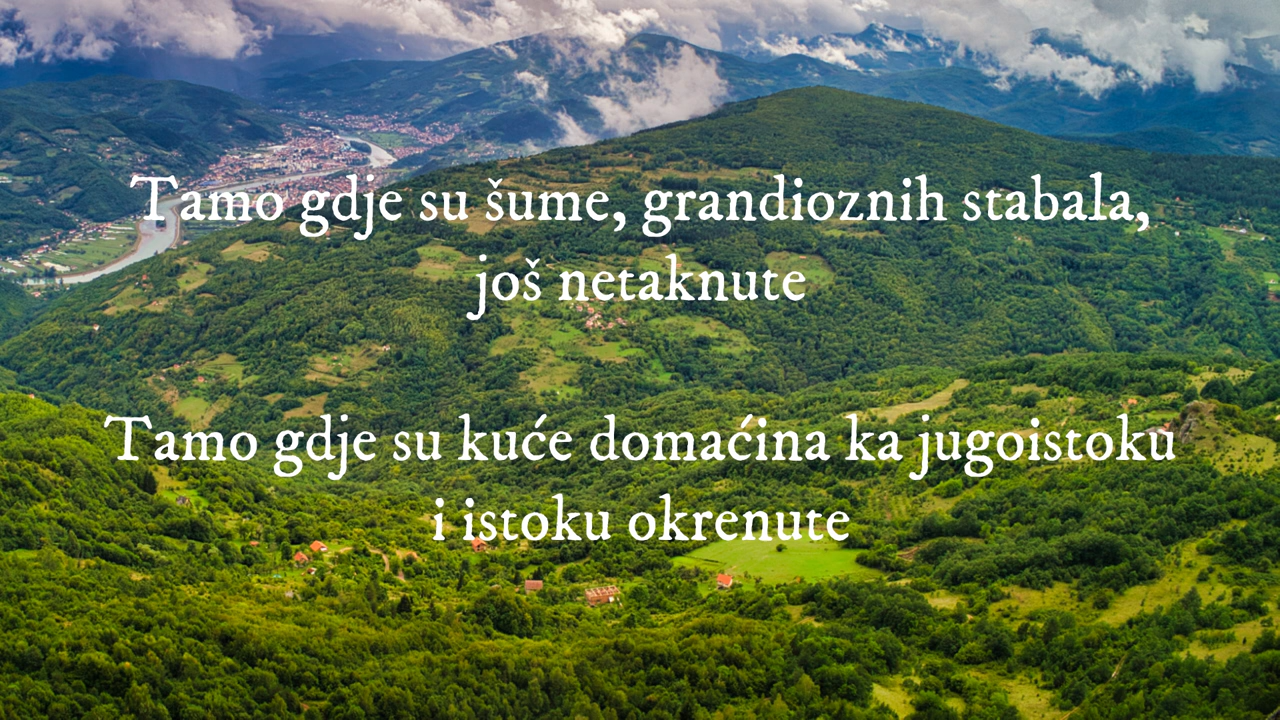 Tamo gdje su šume, grandioznih stabala,
još netaknute
Tamo gdje su kuće domaćina ka jugoistoku
i istoku okrenute